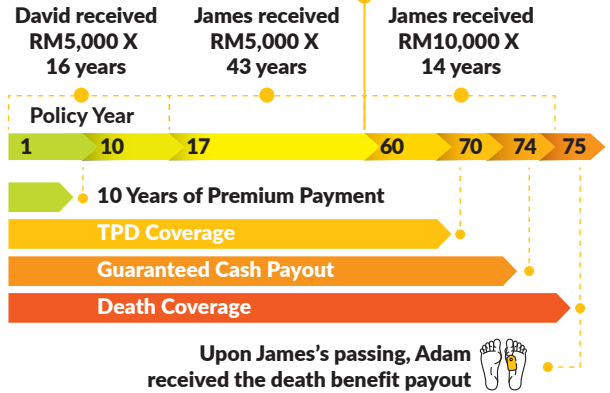 David received
RM5,000 X
16 years
James received
RM5,000 X
43 years
James received
RM10,000 X
14 years
Policy Year
1 10 17 60 70 74 75
10 Years of Premium Payment
TPD Coverage
Guaranteed Cash Payout
Death Coverage
Upon James’s passing, Adam
received the death benefit payout